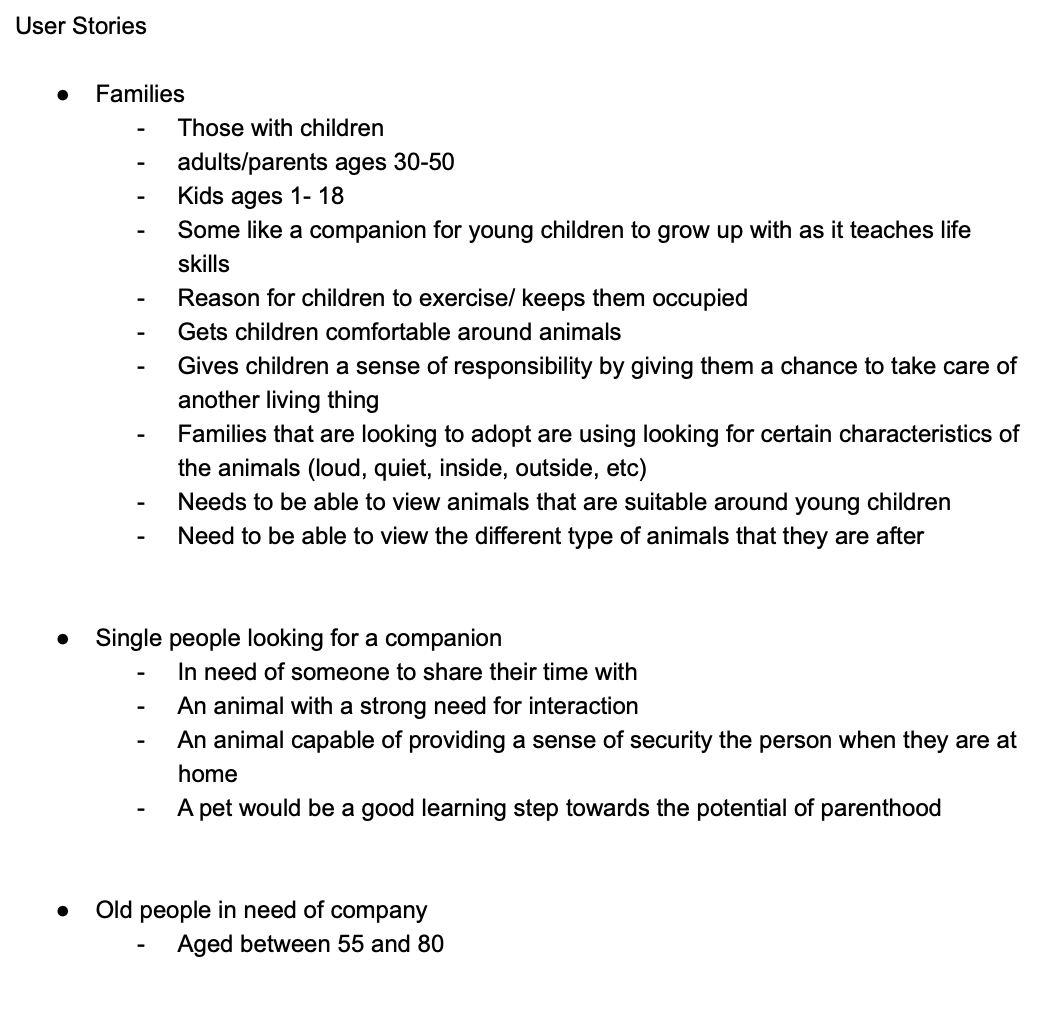 User Stories
● Families
- Those with children
- adults/parents ages 30-50
- Kids ages 1- 18
- Some like a companion for young children to grow up with as it teaches life
skills
- Reason for children to exercise/ keeps them occupied
- Gets children comfortable around animals
- Gives children a sense of responsibility by giving them a chance to take care of
another living thing
- Families that are looking to adopt are using looking for certain characteristics of
the animals (loud, quiet, inside, outside, etc)
- Needs to be able to view animals that are suitable around young children
- Need to be able to view the different type of animals that they are after
● Single people looking for a companion
- In need of someone to share their time with
- An animal with a strong need for interaction
- An animal capable of providing a sense of security the person when they are at
home
- A pet would be a good learning step towards the potential of parenthood
● Old people in need of company
- Aged between 55 and 80